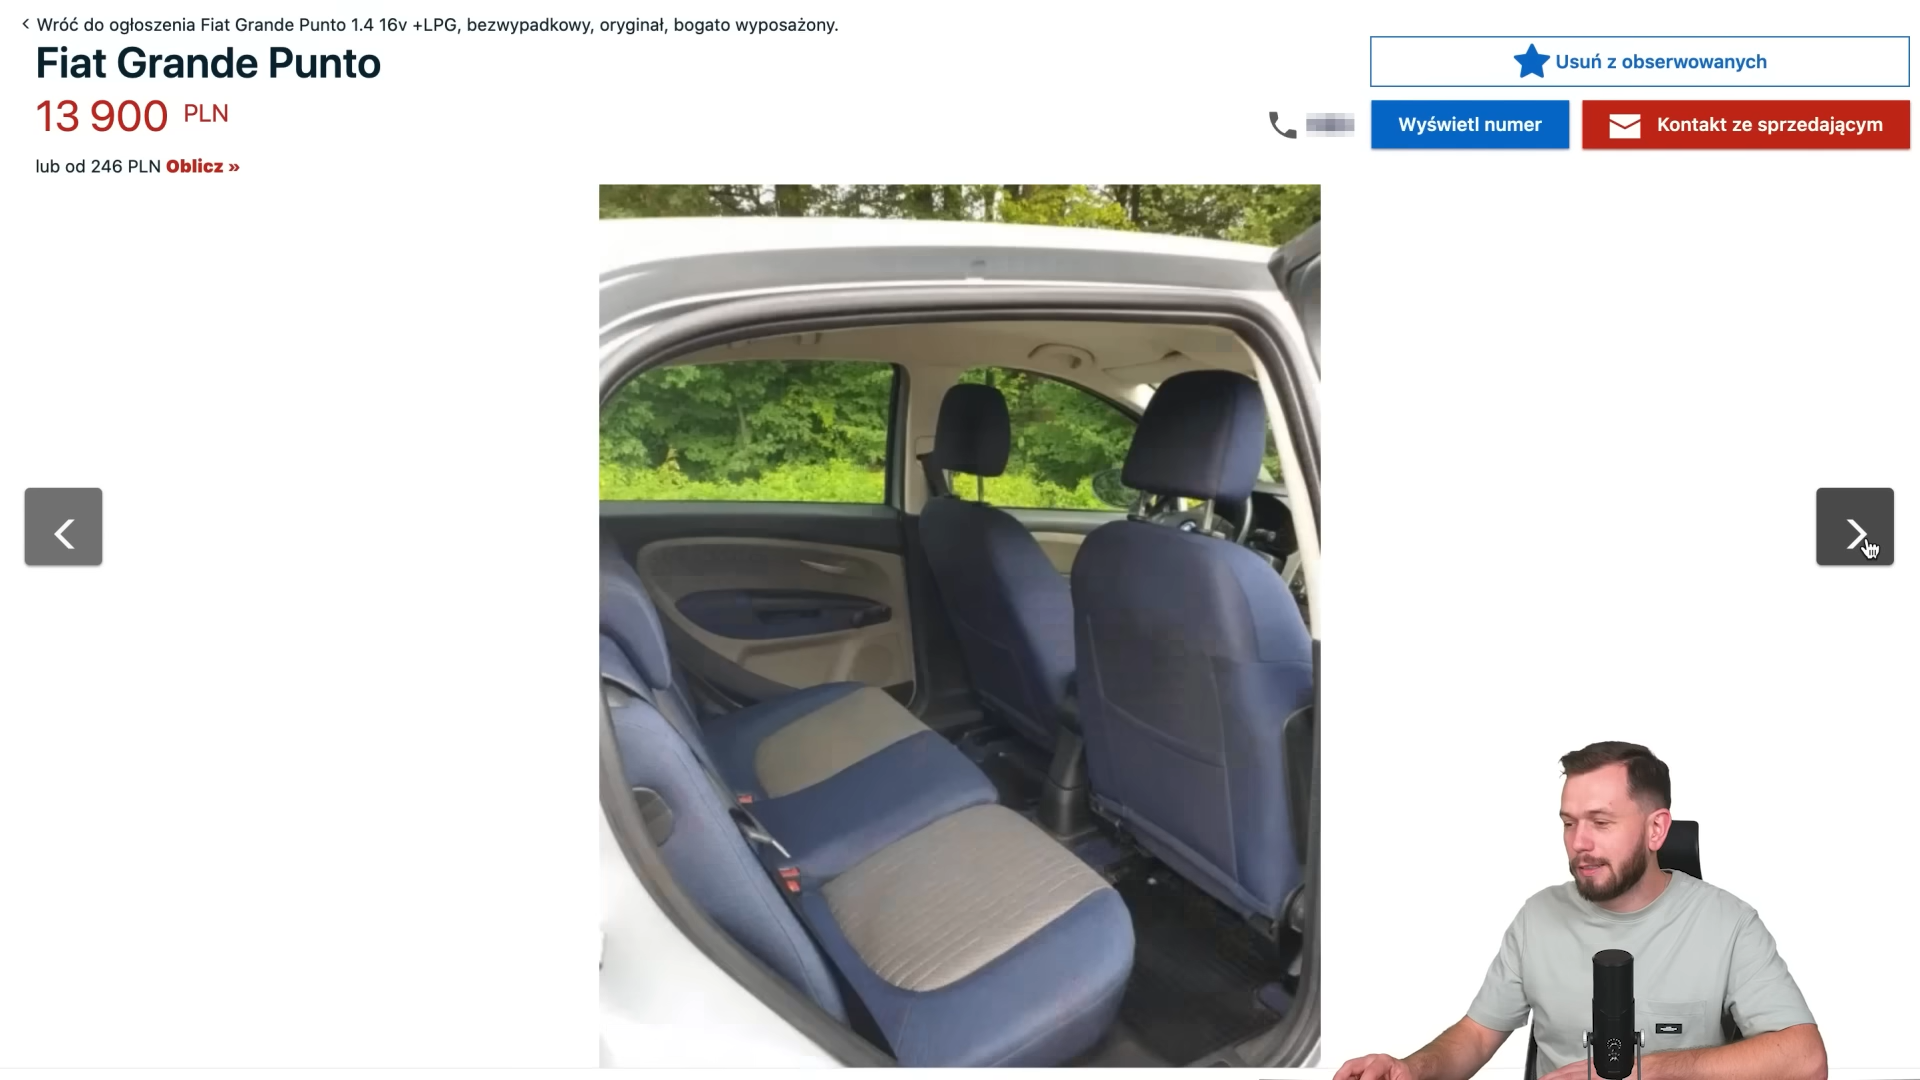 Wróć do ogłoszenia Fiat Grande Punto 1.4 16v +LPG, bezwypadkowy, oryginał, bogato wyposażony.
Fiat Grande Punto
13 900 PLN
lub od 246 PLN Oblicz »
Usuń z obserwowanych
Wyświetl numer
Kontakt ze sprzedającym